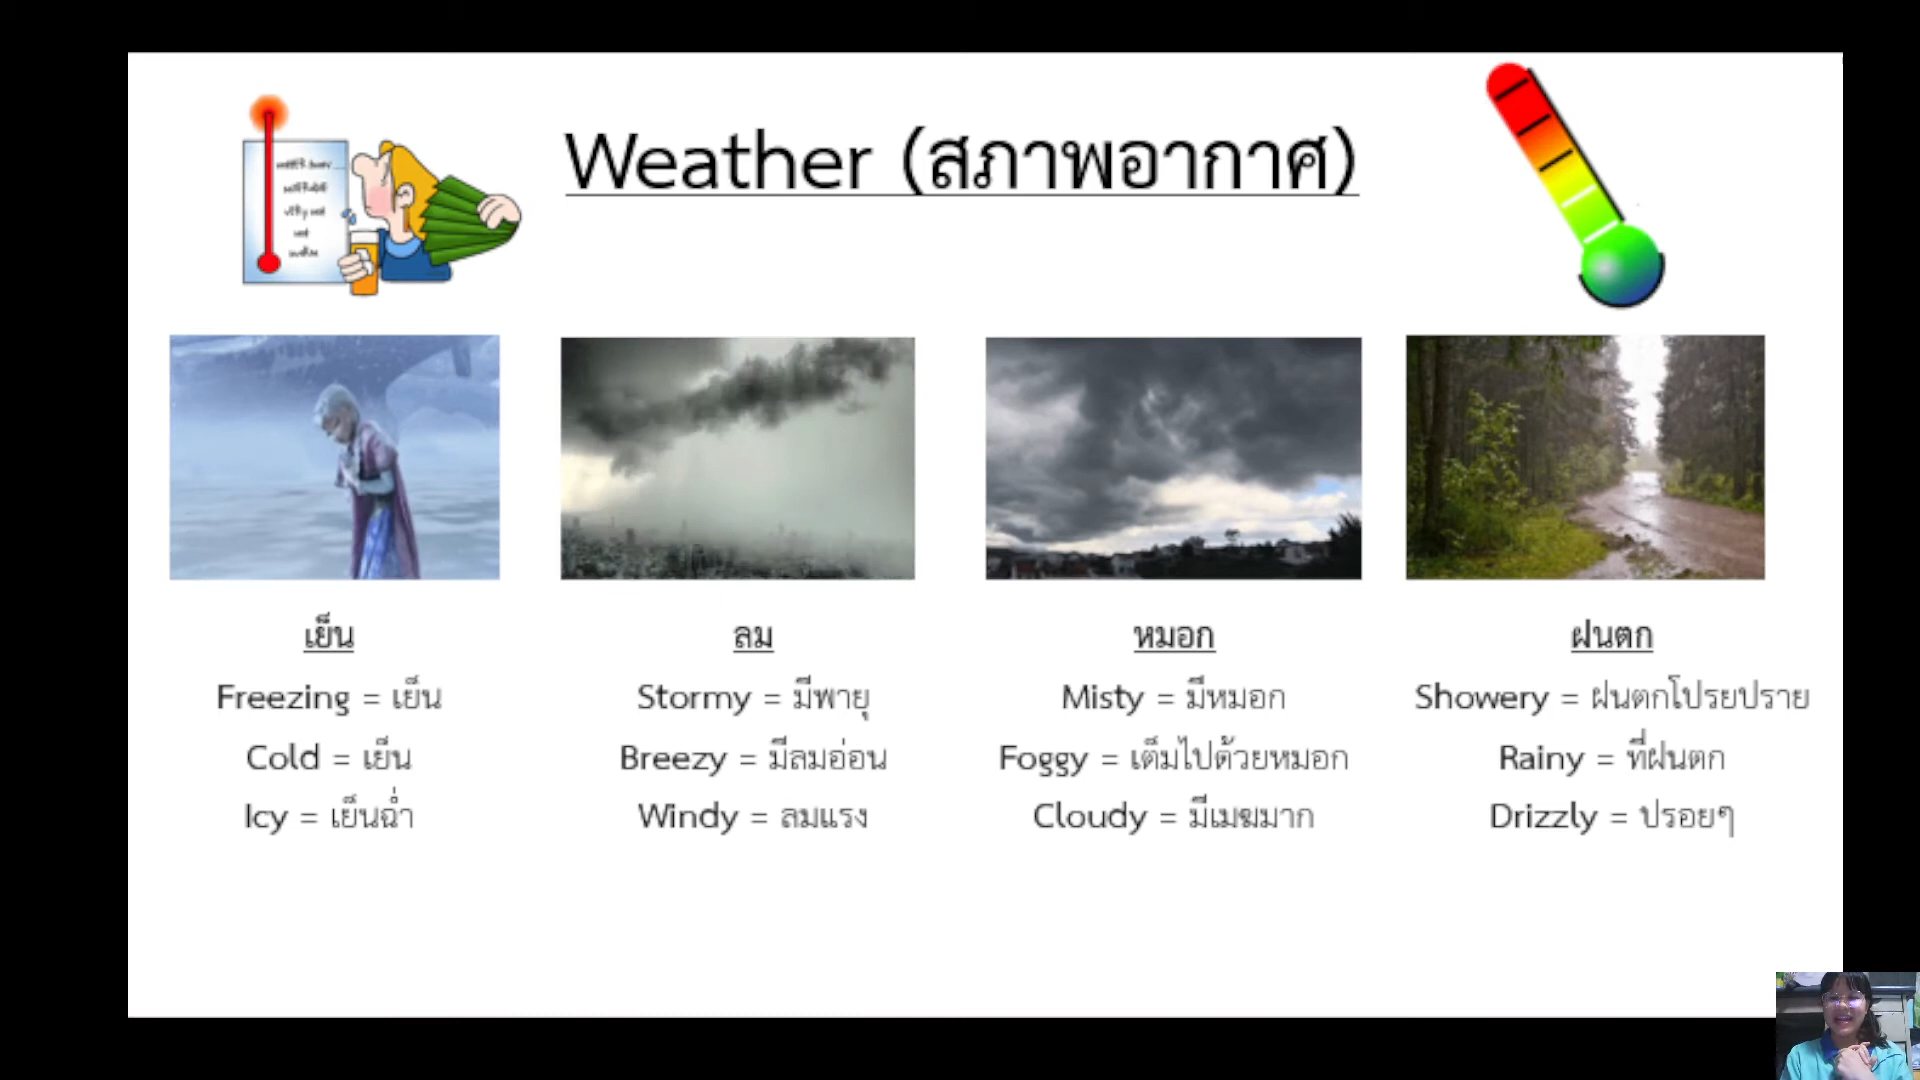 Weather (สภาพอากาศ)
เย็น
Freezing = เย็น
Cold = เย็น
Icy = เย็นฉ่ำ
ลม
Stormy = มีพายุ
Breezy = มีลมอ่อน
Windy = ลมแรง
หมอก
Misty = มีหมอก
Foggy = เต็มไปด้วยหมอก
Cloudy = มีเมฆมาก
ฝนตก
Showery = ฝนตกโปรยปราย
Rainy = ที่ฝนตก
Drizzly = ปรอยๆ